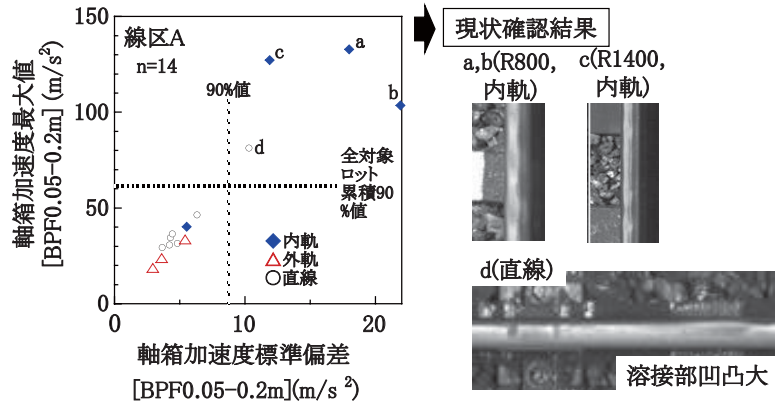 軸箱加速度最大値
[BPF0.05-0.2m] (m/s²)
150
100
50
0
線区A
n=14
90%値
a
b
c
d
全対象
ロット
累積90
%値
◆内軌
△外軌
○直線
0
10
20
軸箱加速度標準偏差
[BPF0.05-0.2m](m/s ²)
現状確認結果
a,b(R800,
内軌)
c(R1400,
内軌)
d(直線)
溶接部凹凸大